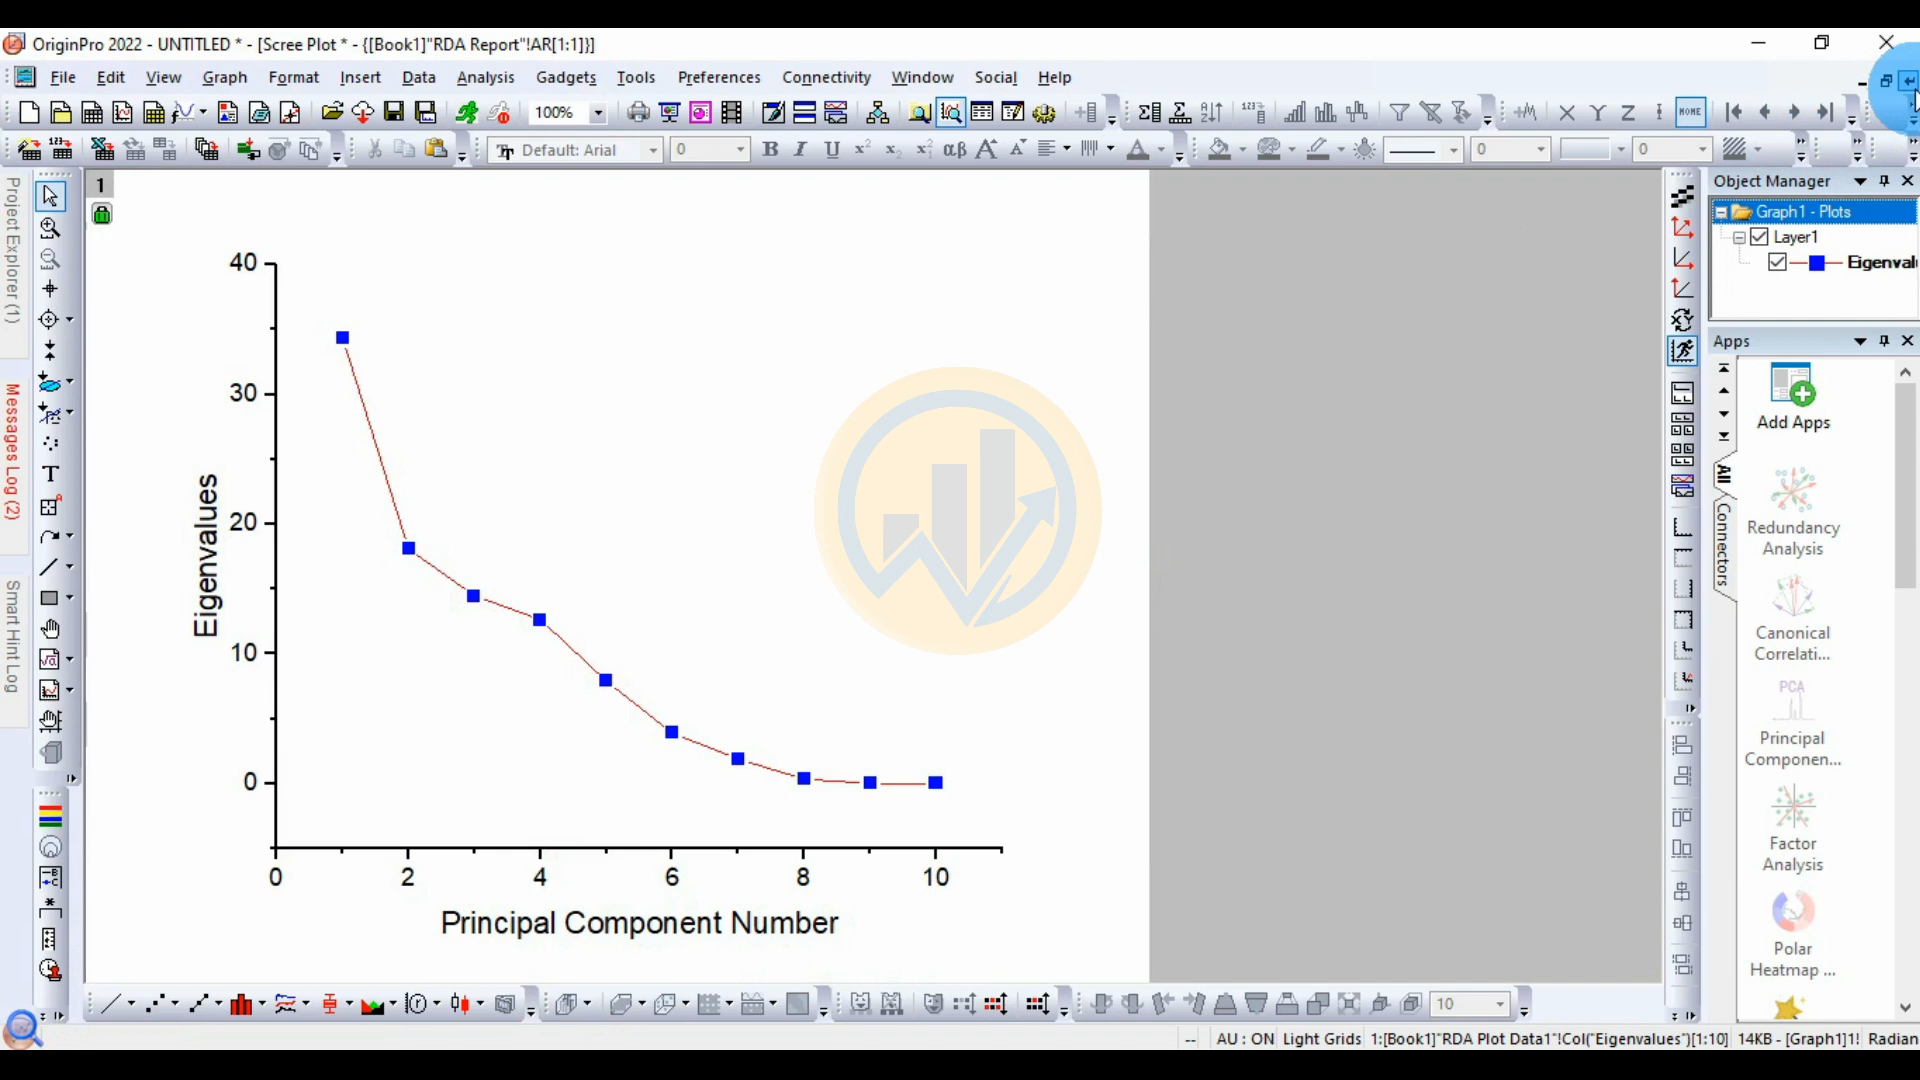 OriginPro 2022 - UNTITLED * - [Scree Plot * - {[Book1]"RDA Report"!AR[1:1]}]
File Edit View Graph Format Insert Data Analysis Gadgets Tools Preferences Connectivity Window Social Help
100%
X Y Z HOME
Default: Arial 0 B I U αβ A 0 0
Project Explorer (1)
Messages Log (2)
Smart Hint Log
1
40
30
20
10
0
Eigenvalues
0 2 4 6 8 10
Principal Component Number
Object Manager
Graph1 - Plots
Layer1
Eigenval
Apps
All
Connectors
Add Apps
Redundancy
Analysis
Canonical
Correlati...
PCA
Principal
Componen...
Factor
Analysis
Polar
Heatmap ...
10
-- AU : ON Light Grids 1:[Book1]"RDA Plot Data1"!Col("Eigenvalues")[1:10] 14KB - [Graph1]1! Radian